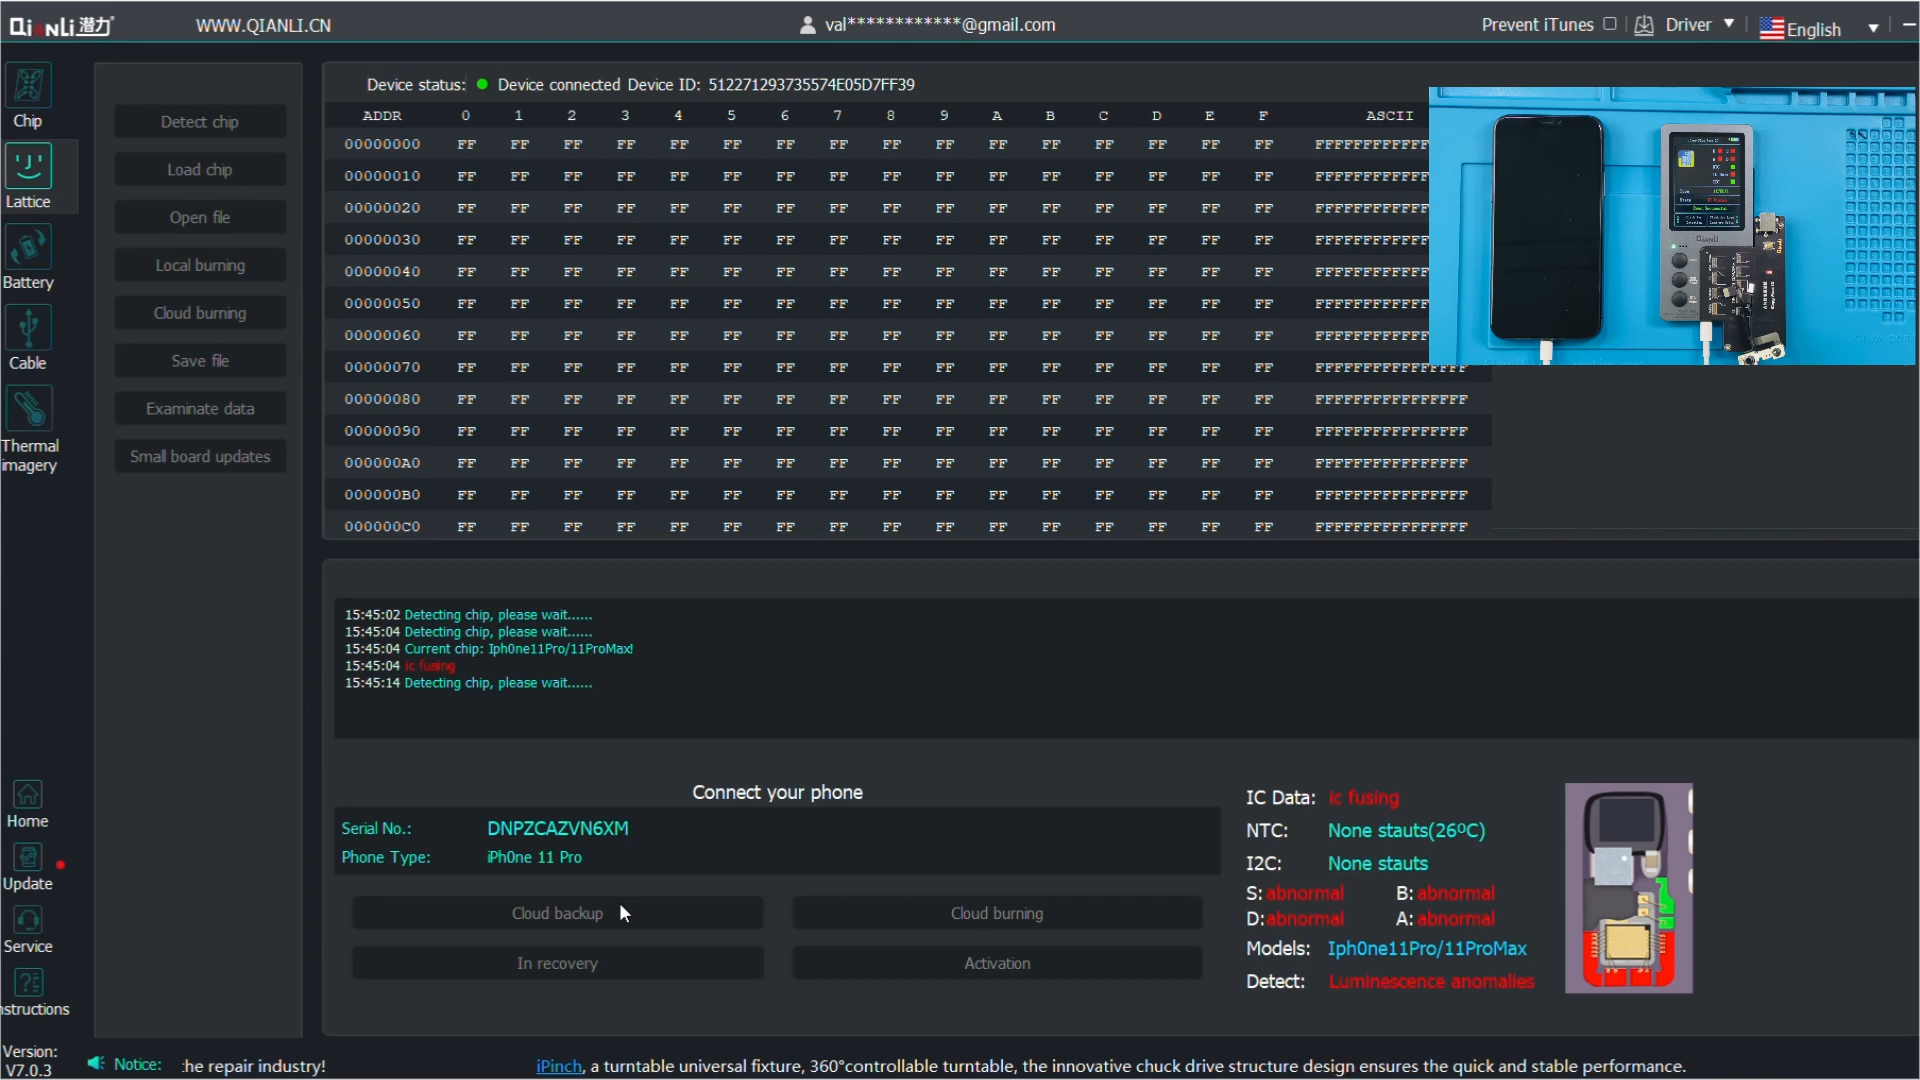 QianLi 潜力
WWW.QIANLI.CN
val************@gmail.com
Prevent iTunes
Driver
English
Chip
Lattice
Battery
Cable
Thermal
imagery
Home
Update
Service
nstructions
Version:
V7.0.3
Detect chip
Load chip
Open file
Local burning
Cloud burning
Save file
Examinate data
Small board updates
Device status: Device connected Device ID: 512271293735574E05D7FF39
ADDR 0 1 2 3 4 5 6 7 8 9 A B C D E F ASCII
00000000 FF FF FF FF FF FF FF FF FF FF FF FF FF FF FF FF FFFFFFFFFFFF
00000010 FF FF FF FF FF FF FF FF FF FF FF FF FF FF FF FF FFFFFFFFFFFF
00000020 FF FF FF FF FF FF FF FF FF FF FF FF FF FF FF FF FFFFFFFFFFFF
00000030 FF FF FF FF FF FF FF FF FF FF FF FF FF FF FF FF FFFFFFFFFFFF
00000040 FF FF FF FF FF FF FF FF FF FF FF FF FF FF FF FF FFFFFFFFFFFF
00000050 FF FF FF FF FF FF FF FF FF FF FF FF FF FF FF FF FFFFFFFFFFFF
00000060 FF FF FF FF FF FF FF FF FF FF FF FF FF FF FF FF FFFFFFFFFFFF
00000070 FF FF FF FF FF FF FF FF FF FF FF FF FF FF FF FF FFFFFFFFFFFFFFFF
00000080 FF FF FF FF FF FF FF FF FF FF FF FF FF FF FF FF FFFFFFFFFFFFFFFF
00000090 FF FF FF FF FF FF FF FF FF FF FF FF FF FF FF FF FFFFFFFFFFFFFFFF
000000A0 FF FF FF FF FF FF FF FF FF FF FF FF FF FF FF FF FFFFFFFFFFFFFFFF
000000B0 FF FF FF FF FF FF FF FF FF FF FF FF FF FF FF FF FFFFFFFFFFFFFFFF
000000C0 FF FF FF FF FF FF FF FF FF FF FF FF FF FF FF FF FFFFFFFFFFFFFFFF
QianLi
15:45:02 Detecting chip, please wait......
15:45:04 Detecting chip, please wait......
15:45:04 Current chip: Iph0ne11Pro/11ProMax!
15:45:04 ic fusing
15:45:14 Detecting chip, please wait......
Connect your phone
Serial No.: DNPZCAZVN6XM
Phone Type: iPh0ne 11 Pro
Cloud backup
Cloud burning
In recovery
Activation
IC Data: ic fusing
NTC: None stauts(26ºC)
I2C: None stauts
S: abnormal B: abnormal
D: abnormal A: abnormal
Models: Iph0ne11Pro/11ProMax
Detect: Luminescence anomalies
Notice: :he repair industry!
iPinch, a turntable universal fixture, 360°controllable turntable, the innovative chuck drive structure design ensures the quick and stable performance.